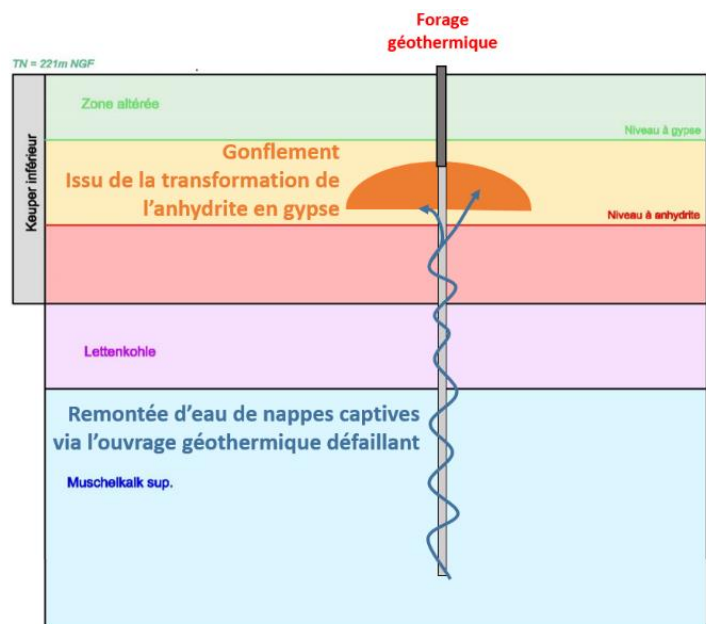 Forage
géothermique
TN = 221m NGF
Zone altérée
Niveau à gypse
Gonflement
Issu de la transformation de
l'anhydrite en gypse
Keuper inférieur
Niveau à anhydrite
Lettenkohle
Remontée d'eau de nappes captives
via l'ouvrage géothermique défaillant
Muschelkalk sup.